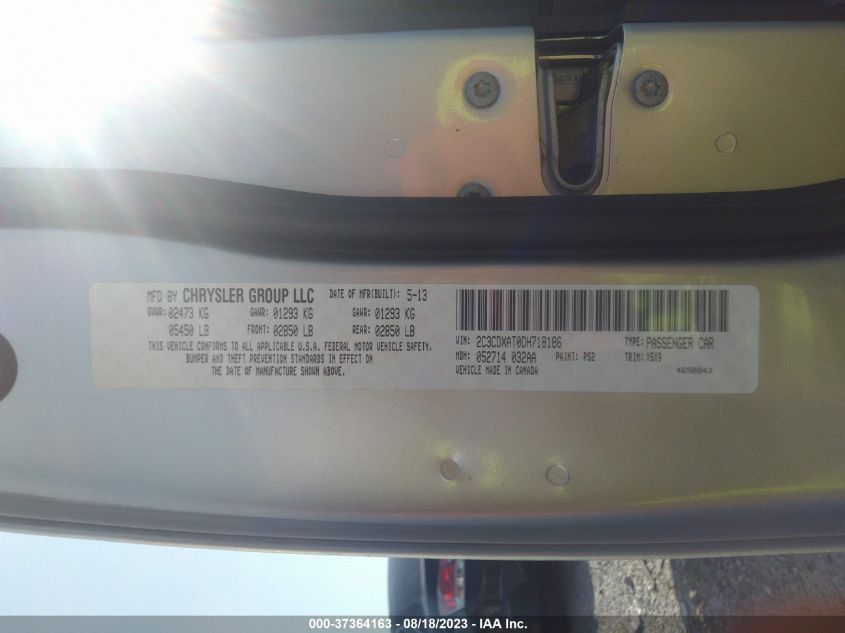 MFD BY CHRYSLER GROUP LLC DATE OF MFR(BUILT): 5-13
GVWR: 02473 KG GAWR: 01293 KG GAWR: 01293 KG
05450 LB FRONT: 02850 LB REAR: 02850 LB
THIS VEHICLE CONFORMS TO ALL APPLICABLE U.S.A. FEDERAL MOTOR VEHICLE SAFETY,
BUMPER AND THEFT PREVENTION STANDARDS IN EFFECT ON
THE DATE OF MANUFACTURE SHOWN ABOVE.
VIN: 2C3CDXAT0DH718186 TYPE: PASSENGER CAR
MDH: 052714 032AA PAINT: PS2 TRIM: X5X9
VEHICLE MADE IN CANADA 4658843
000-37364163 - 08/18/2023 - IAA Inc.